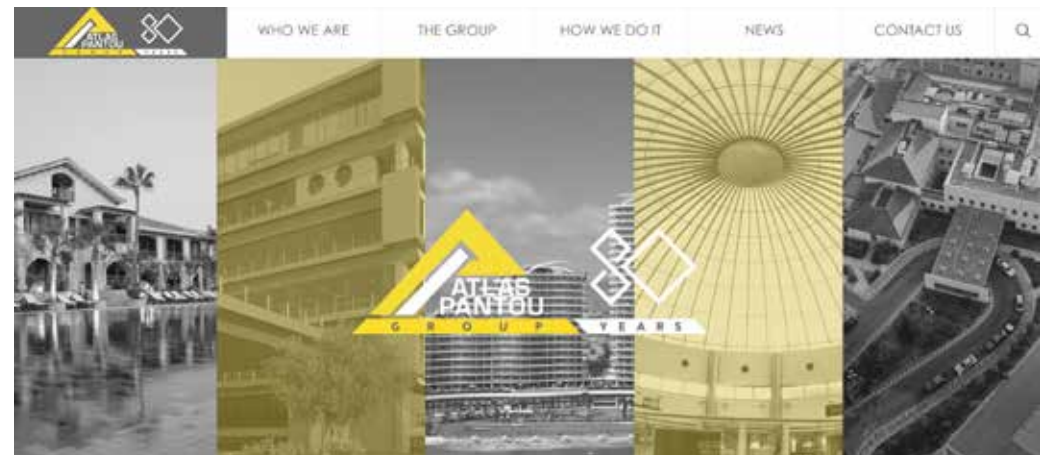 ATLAS
PANTOU
GROUP
80
YEARS
WHO WE ARE
THE GROUP
HOW WE DO IT
NEWS
CONTACT US
ATLAS
PANTOU
GROUP
80
YEARS